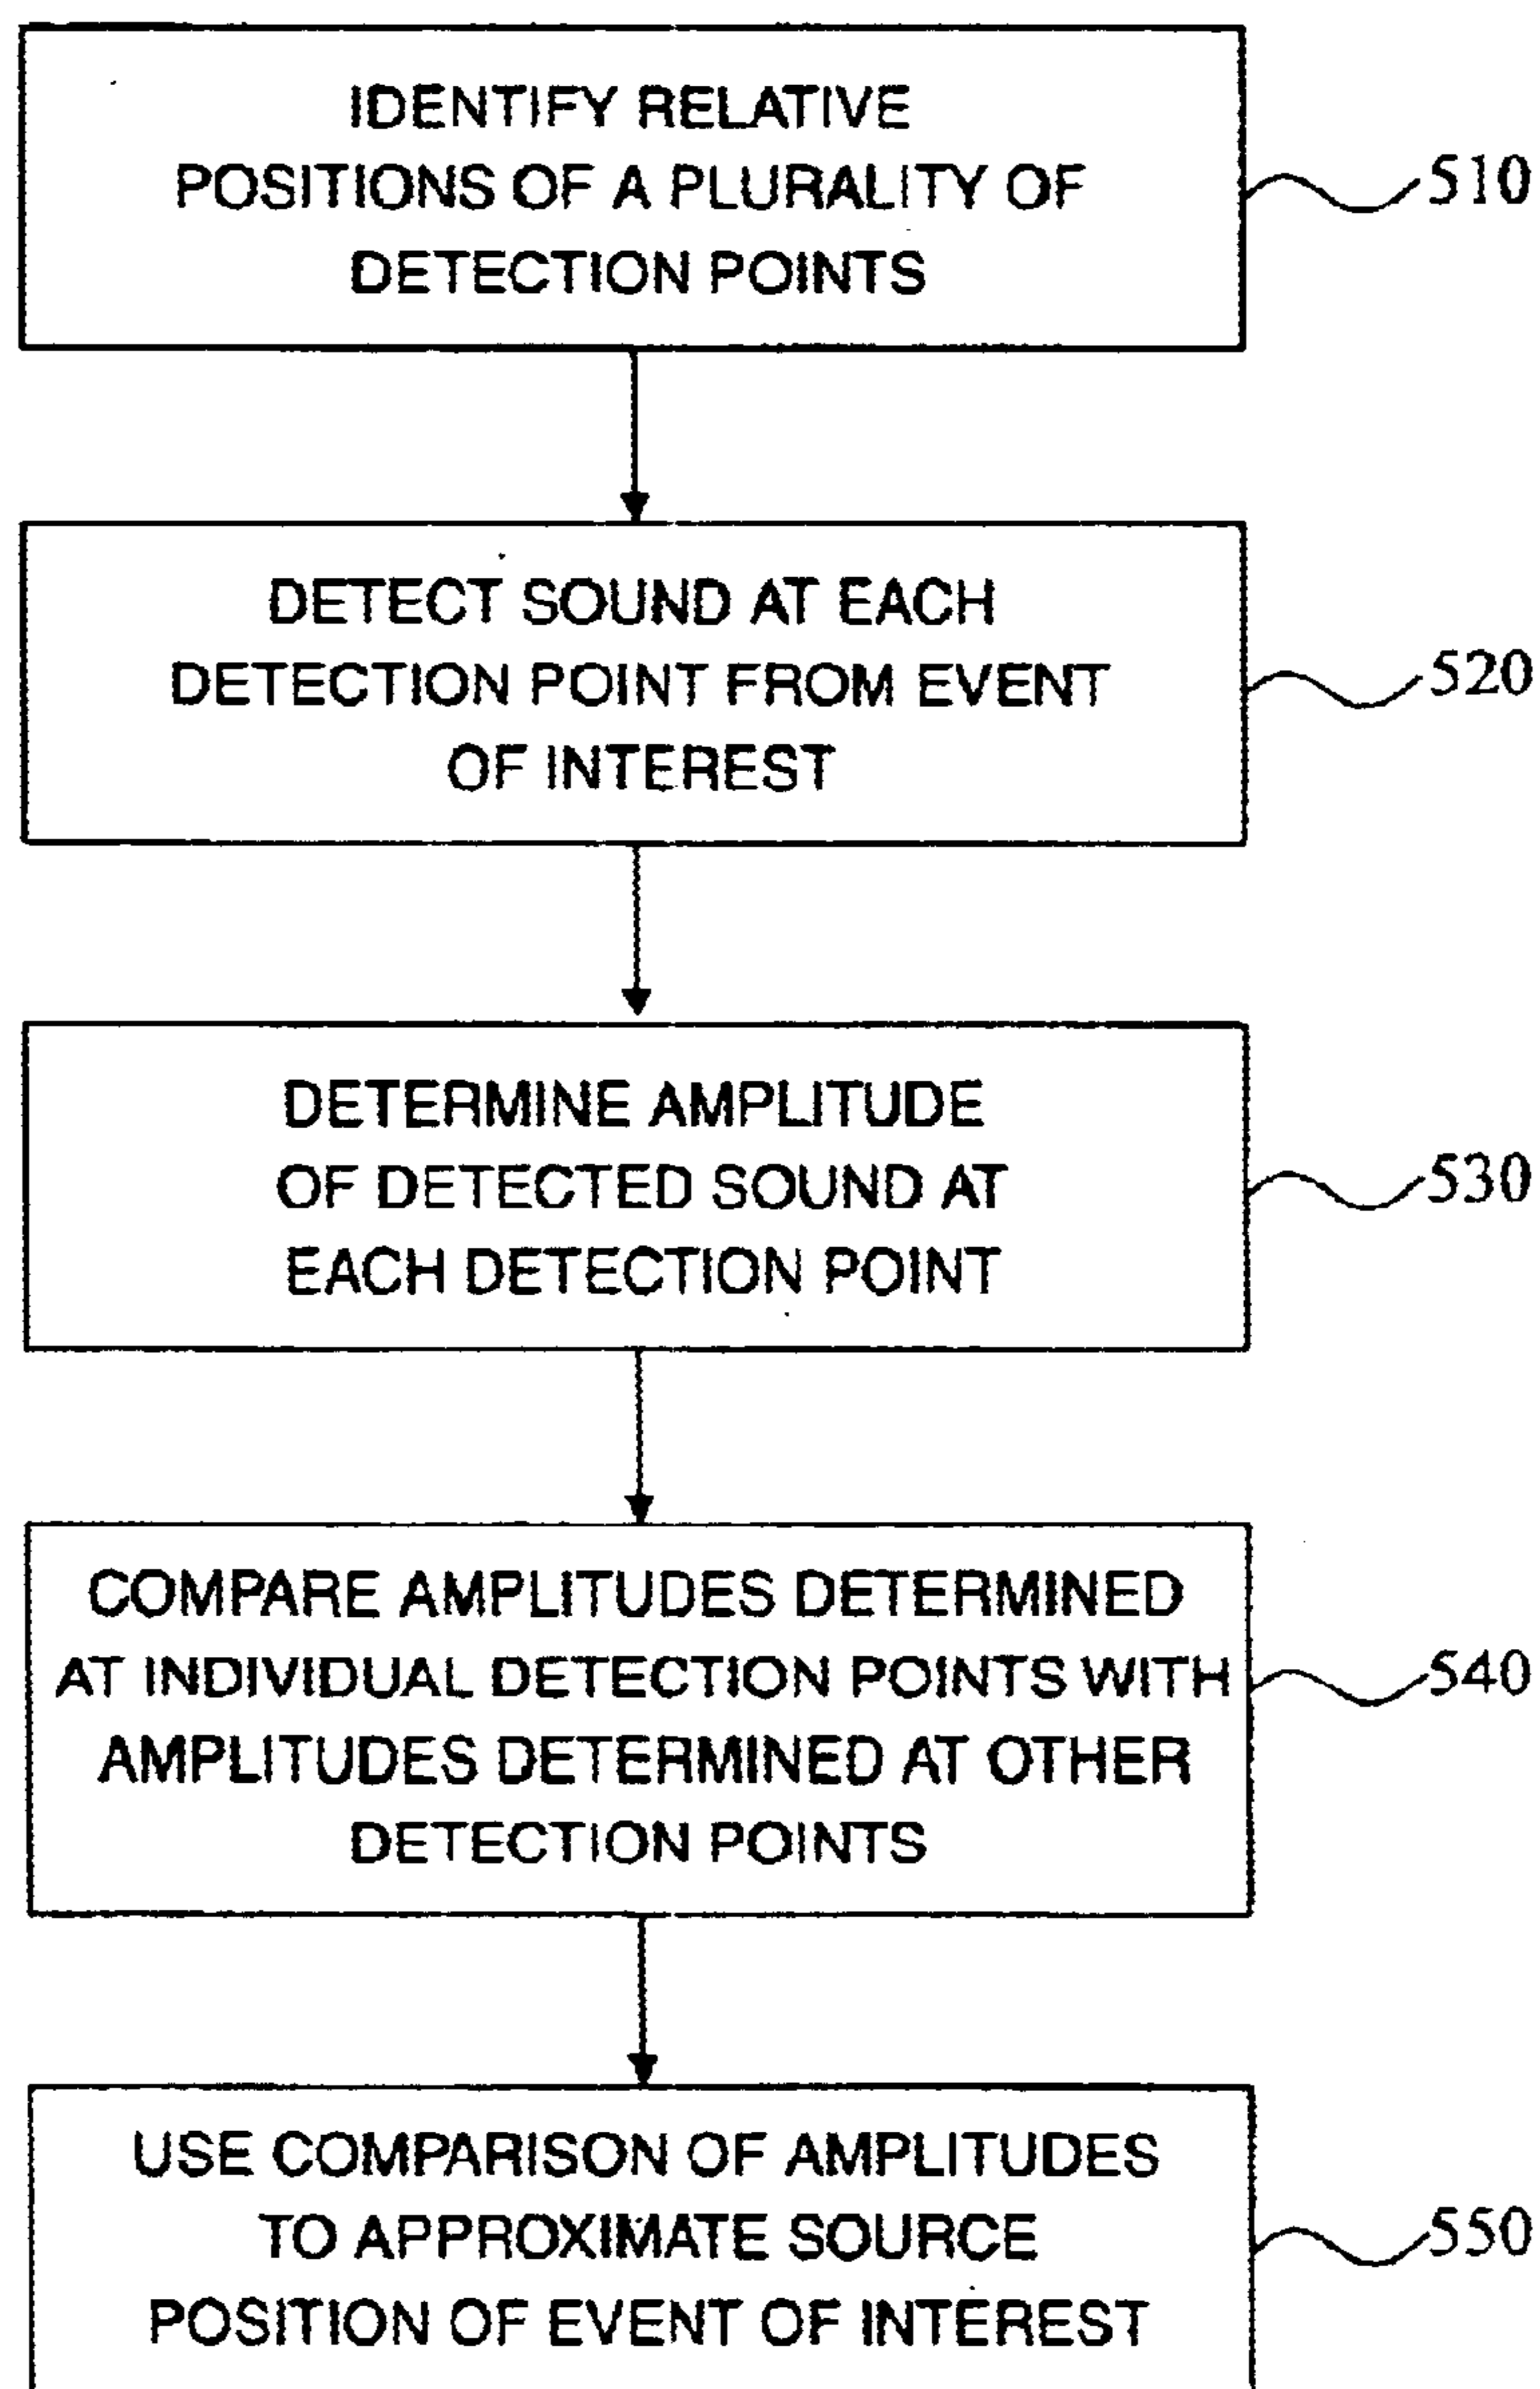 IDENTIFY RELATIVE
POSITIONS OF A PLURALITY OF
DETECTION POINTS
510
DETECT SOUND AT EACH
DETECTION POINT FROM EVENT
OF INTEREST
520
DETERMINE AMPLITUDE
OF DETECTED SOUND AT
EACH DETECTION POINT
530
COMPARE AMPLITUDES DETERMINED
AT INDIVIDUAL DETECTION POINTS WITH
AMPLITUDES DETERMINED AT OTHER
DETECTION POINTS
540
USE COMPARISON OF AMPLITUDES
TO APPROXIMATE SOURCE
POSITION OF EVENT OF INTEREST
550